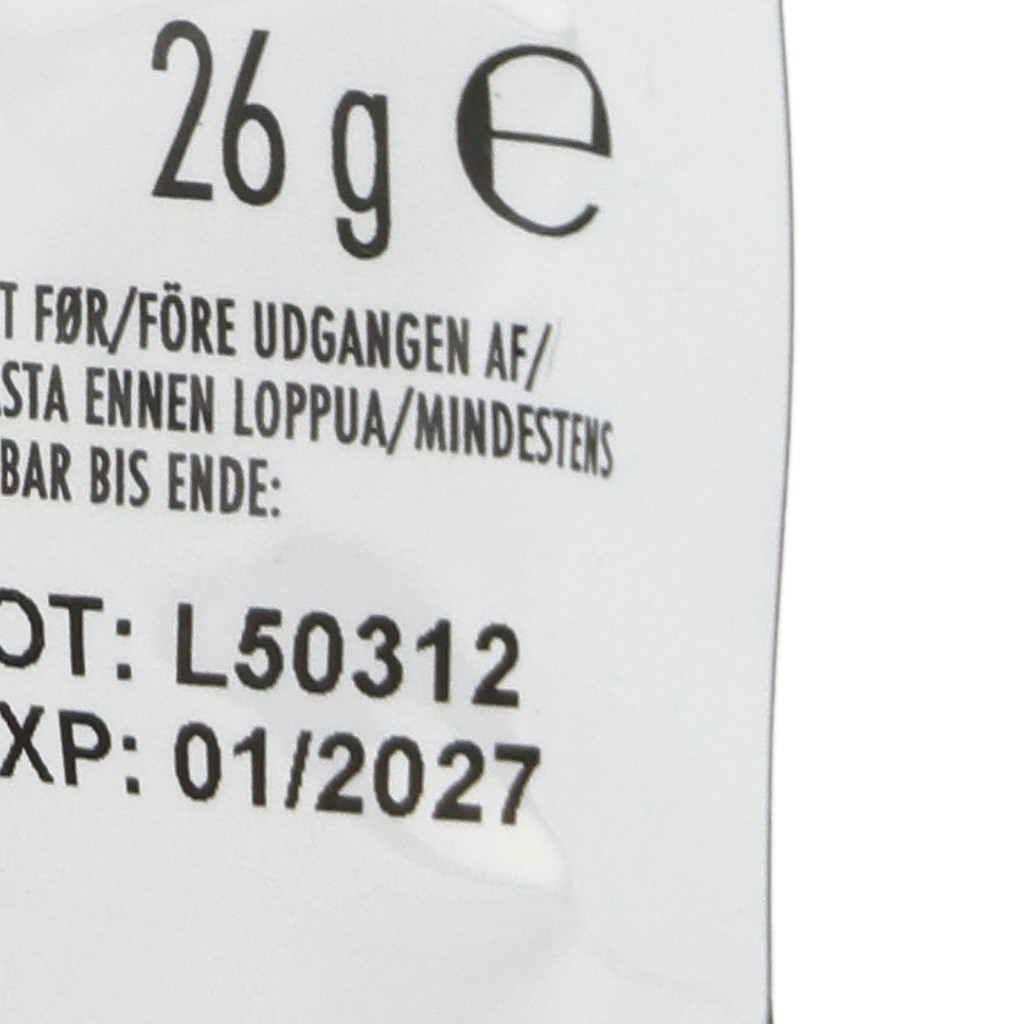 26 g ℮
T FØR/FÖRE UDGANGEN AF/
STA ENNEN LOPPUA/MINDESTENS
BAR BIS ENDE:
OT: L50312
XP: 01/2027